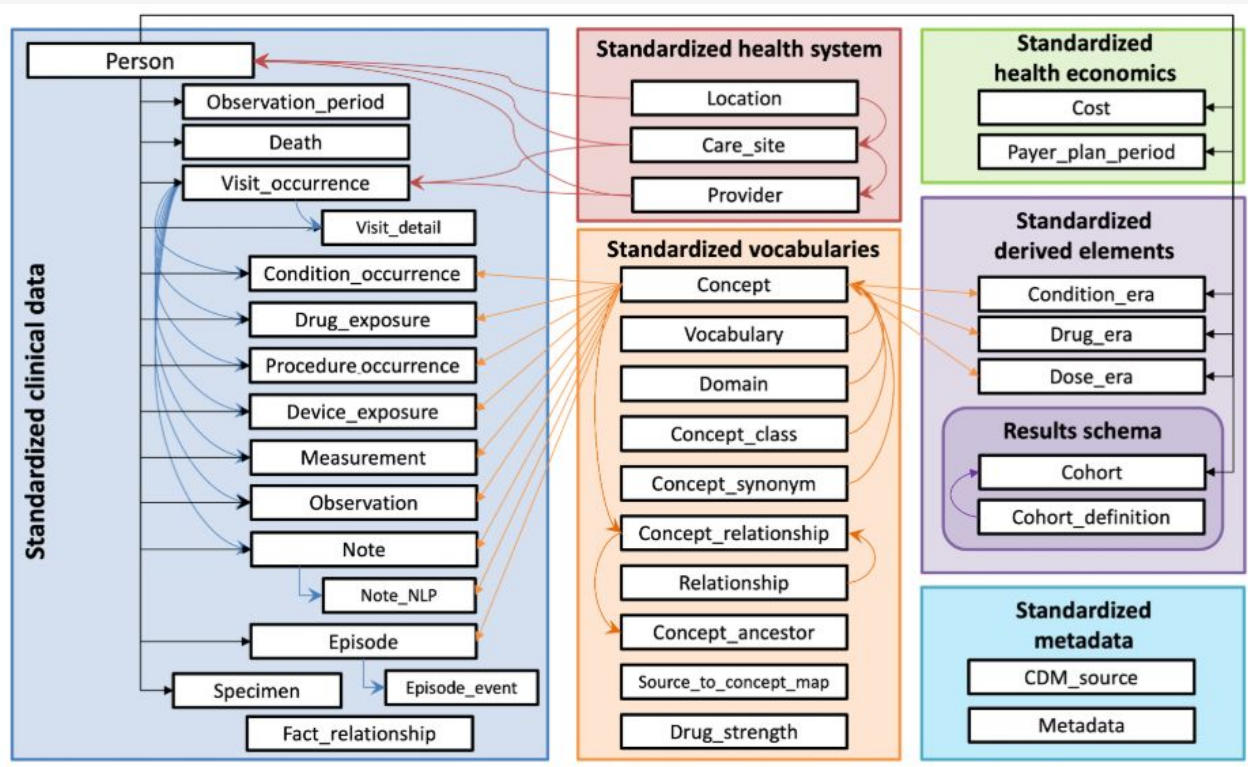 Standardized clinical data
Person
Observation_period
Death
Visit_occurrence
Visit_detail
Condition_occurrence
Drug_exposure
Procedure_occurrence
Device_exposure
Measurement
Observation
Note
Note_NLP
Episode
Specimen
Episode_event
Fact_relationship
Standardized health system
Location
Care_site
Provider
Standardized vocabularies
Concept
Vocabulary
Domain
Concept_class
Concept_synonym
Concept_relationship
Relationship
Concept_ancestor
Source_to_concept_map
Drug_strength
Standardized
health economics
Cost
Payer_plan_period
Standardized
derived elements
Condition_era
Drug_era
Dose_era
Results schema
Cohort
Cohort_definition
Standardized
metadata
CDM_source
Metadata